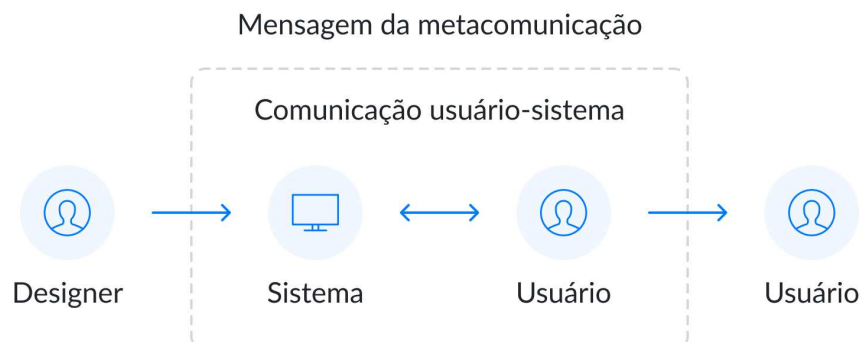 Mensagem da metacomunicação
Comunicação usuário-sistema
Designer
Sistema
Usuário
Usuário